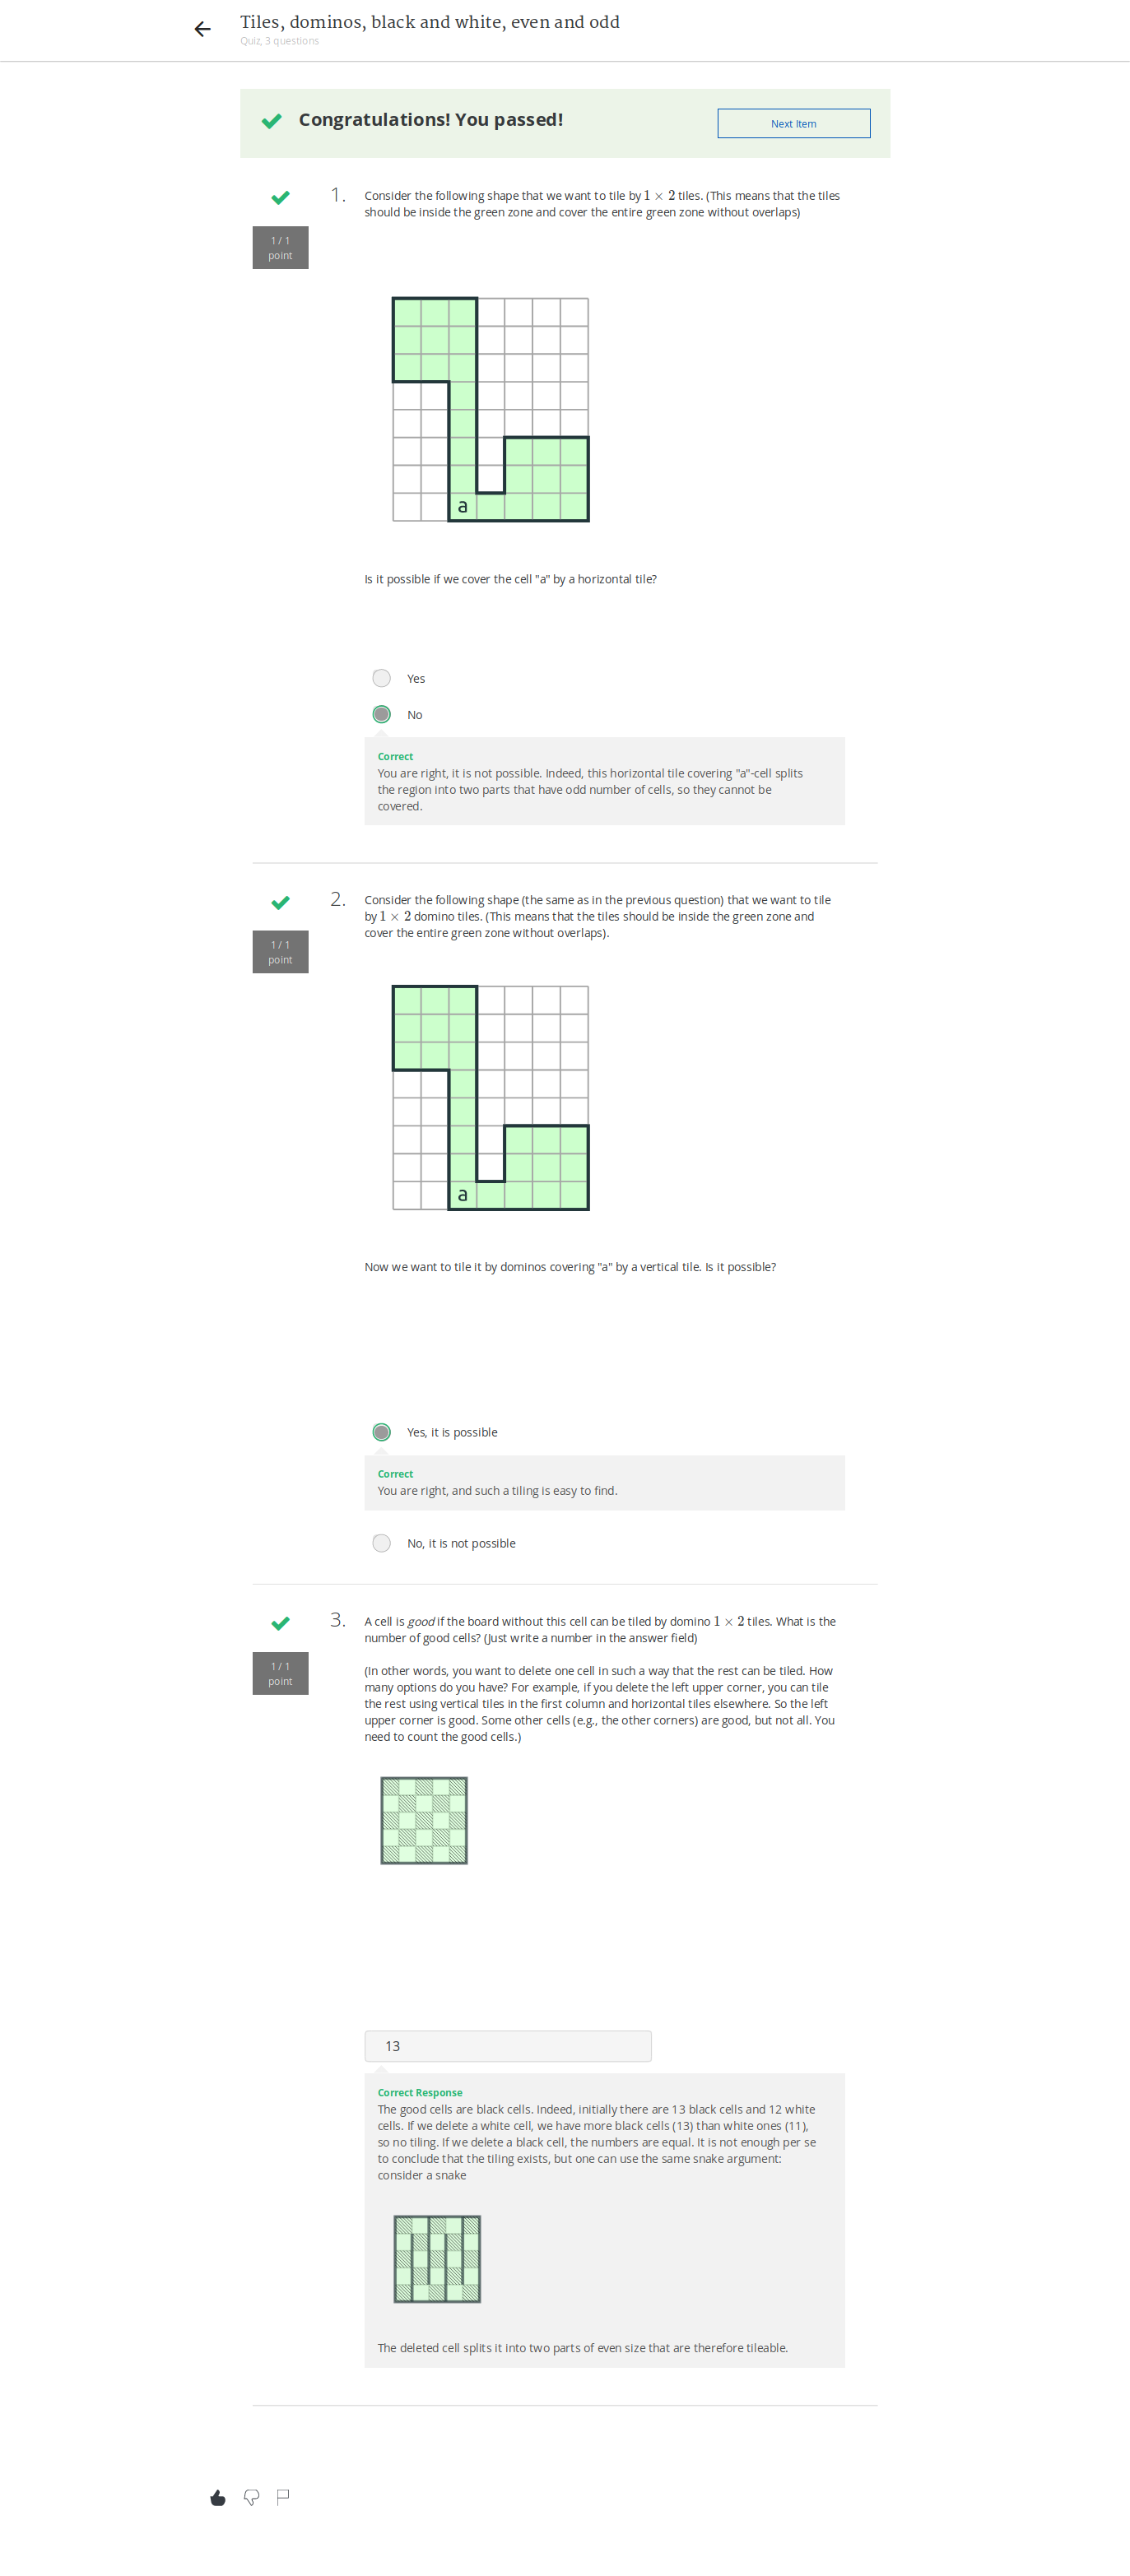 Tiles, dominos, black and white, even and odd
Quiz, 3 questions
Congratulations! You passed!
Next Item
1 / 1
point
1.
Consider the following shape that we want to tile by 1 × 2 tiles. (This means that the tiles
should be inside the green zone and cover the entire green zone without overlaps)
a
Is it possible if we cover the cell "a" by a horizontal tile?
Yes
No
Correct
You are right, it is not possible. Indeed, this horizontal tile covering "a"-cell splits
the region into two parts that have odd number of cells, so they cannot be
covered.
1 / 1
point
2.
Consider the following shape (the same as in the previous question) that we want to tile
by 1 × 2 domino tiles. (This means that the tiles should be inside the green zone and
cover the entire green zone without overlaps).
a
Now we want to tile it by dominos covering "a" by a vertical tile. Is it possible?
Yes, it is possible
Correct
You are right, and such a tiling is easy to find.
No, it is not possible
1 / 1
point
3.
A cell is good if the board without this cell can be tiled by domino 1 × 2 tiles. What is the
number of good cells? (Just write a number in the answer field)
(In other words, you want to delete one cell in such a way that the rest can be tiled. How
many options do you have? For example, if you delete the left upper corner, you can tile
the rest using vertical tiles in the first column and horizontal tiles elsewhere. So the left
upper corner is good. Some other cells (e.g., the other corners) are good, but not all. You
need to count the good cells.)
13
Correct Response
The good cells are black cells. Indeed, initially there are 13 black cells and 12 white
cells. If we delete a white cell, we have more black cells (13) than white ones (11),
so no tiling. If we delete a black cell, the numbers are equal. It is not enough per se
to conclude that the tiling exists, but one can use the same snake argument:
consider a snake
The deleted cell splits it into two parts of even size that are therefore tileable.